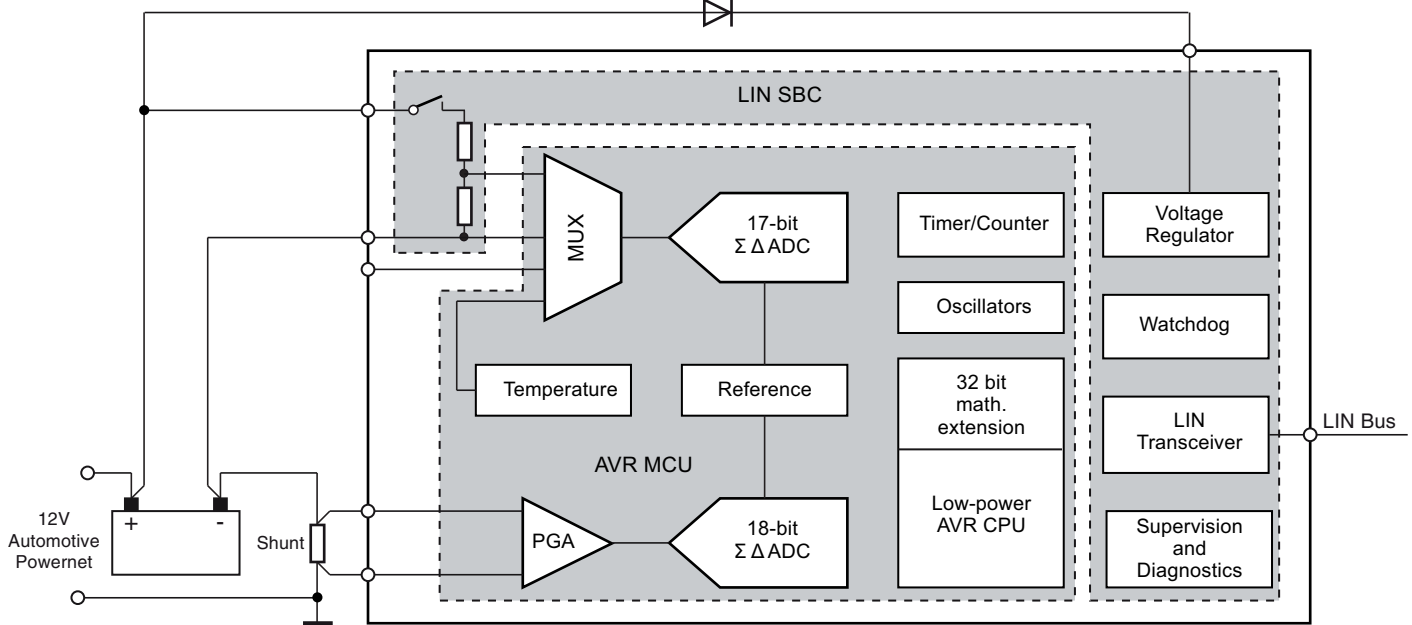 LIN SBC
MUX
17-bit
Σ Δ ADC
Timer/Counter
Voltage
Regulator
Oscillators
Watchdog
Temperature
Reference
32 bit
math.
extension
LIN
Transceiver
LIN Bus
AVR MCU
Low-power
AVR CPU
12V
Automotive
Powernet
+
-
Shunt
PGA
18-bit
Σ Δ ADC
Supervision
and
Diagnostics